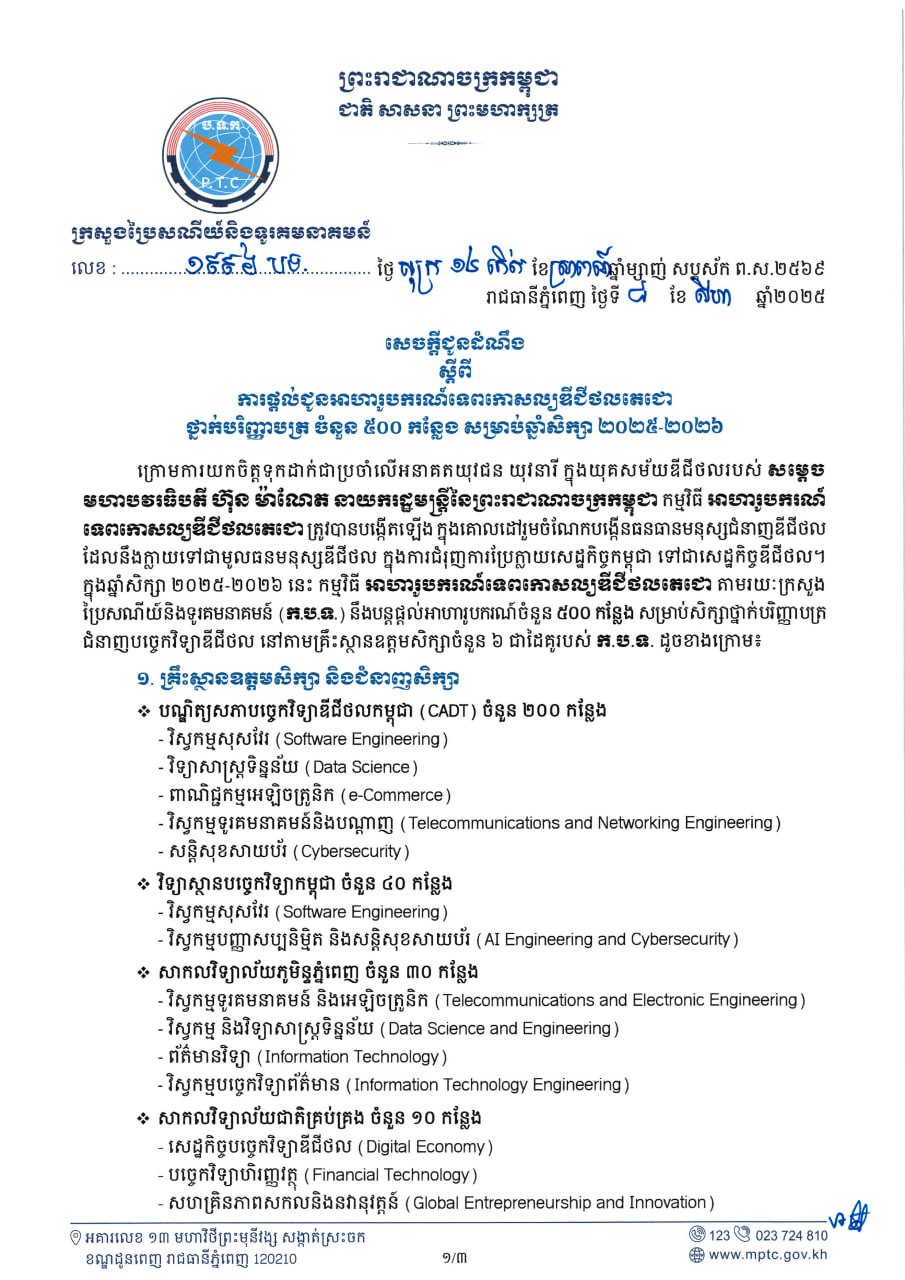 ព្រះរាជាណាចក្រកម្ពុជា
ជាតិ សាសនា ព្រះមហាក្សត្រ
ប.ទ.ក
P.T.C
ក្រសួងប្រៃសណីយ៍និងទូរគមនាគមន៍
លេខ : ១៩៩៦ បទ. ថ្ងៃ សុក្រ ១៤ កើត ខែ ស្រាពណ៍ ឆ្នាំម្សាញ់ សប្តស័ក ព.ស.២៥៦៩
រាជធានីភ្នំពេញ ថ្ងៃទី ៨ ខែ សីហា ឆ្នាំ២០២៥
សេចក្តីជូនដំណឹង
ស្តីពី
ការផ្តល់ជូនអាហារូបករណ៍ទេពកោសល្យឌីជីថលតេជោ
ថ្នាក់បរិញ្ញាបត្រ ចំនួន ៥០០ កន្លែង សម្រាប់ឆ្នាំសិក្សា ២០២៥-២០២៦
ក្រោមការយកចិត្តទុកដាក់ជាប្រចាំលើអនាគតយុវជន យុវនារី ក្នុងយុគសម័យឌីជីថលរបស់ សម្តេច
មហាបវរធិបតី ហ៊ុន ម៉ាណែត នាយករដ្ឋមន្ត្រីនៃព្រះរាជាណាចក្រកម្ពុជា កម្មវិធី អាហារូបករណ៍
ទេពកោសល្យឌីជីថលតេជោ ត្រូវបានបង្កើតឡើង ក្នុងគោលដៅរួមចំណែកបង្កើនធនធានមនុស្សជំនាញឌីជីថល
ដែលនឹងក្លាយទៅជាមូលធនមនុស្សឌីជីថល ក្នុងការជំរុញការប្រែក្លាយសេដ្ឋកិច្ចកម្ពុជា ទៅជាសេដ្ឋកិច្ចឌីជីថល។
ក្នុងឆ្នាំសិក្សា ២០២៥-២០២៦ នេះ កម្មវិធី អាហារូបករណ៍ទេពកោសល្យឌីជីថលតេជោ តាមរយៈក្រសួង
ប្រៃសណីយ៍និងទូរគមនាគមន៍ (ក.ប.ទ.) នឹងបន្តផ្តល់អាហារូបករណ៍ចំនួន ៥០០ កន្លែង សម្រាប់សិក្សាថ្នាក់បរិញ្ញាបត្រ
ជំនាញបច្ចេកវិទ្យាឌីជីថល នៅតាមគ្រឹះស្ថានឧត្តមសិក្សាចំនួន ៦ ជាដៃគូរបស់ ក.ប.ទ. ដូចខាងក្រោម៖
១. គ្រឹះស្ថានឧត្តមសិក្សា និងជំនាញសិក្សា
❖ បណ្ឌិត្យសភាបច្ចេកវិទ្យាឌីជីថលកម្ពុជា (CADT) ចំនួន ២០០ កន្លែង
- វិស្វកម្មសុសវែរ (Software Engineering)
- វិទ្យាសាស្ត្រទិន្នន័យ (Data Science)
- ពាណិជ្ជកម្មអេឡិចត្រូនិក (e-Commerce)
- វិស្វកម្មទូរគមនាគមន៍និងបណ្តាញ (Telecommunications and Networking Engineering)
- សន្តិសុខសាយប័រ (Cybersecurity)
❖ វិទ្យាស្ថានបច្ចេកវិទ្យាកម្ពុជា ចំនួន ៤០ កន្លែង
- វិស្វកម្មសុសវែរ (Software Engineering)
- វិស្វកម្មបញ្ញាសប្បនិម្មិត និងសន្តិសុខសាយប័រ (AI Engineering and Cybersecurity)
❖ សាកលវិទ្យាល័យភូមិន្ទភ្នំពេញ ចំនួន ៣០ កន្លែង
- វិស្វកម្មទូរគមនាគមន៍ និងអេឡិចត្រូនិក (Telecommunications and Electronic Engineering)
- វិស្វកម្ម និងវិទ្យាសាស្ត្រទិន្នន័យ (Data Science and Engineering)
- ព័ត៌មានវិទ្យា (Information Technology)
- វិស្វកម្មបច្ចេកវិទ្យាព័ត៌មាន (Information Technology Engineering)
❖ សាកលវិទ្យាល័យជាតិគ្រប់គ្រង ចំនួន ១០ កន្លែង
- សេដ្ឋកិច្ចបច្ចេកវិទ្យាឌីជីថល (Digital Economy)
- បច្ចេកវិទ្យាហិរញ្ញវត្ថុ (Financial Technology)
- សហគ្រិនភាពសកលនិងនវានុវត្តន៍ (Global Entrepreneurship and Innovation)
អគារលេខ ១៣ មហាវិថីព្រះមុនីវង្ស សង្កាត់ស្រះចក
ខណ្ឌដូនពេញ រាជធានីភ្នំពេញ 120210
១/៣
123 023 724 810
www.mptc.gov.kh